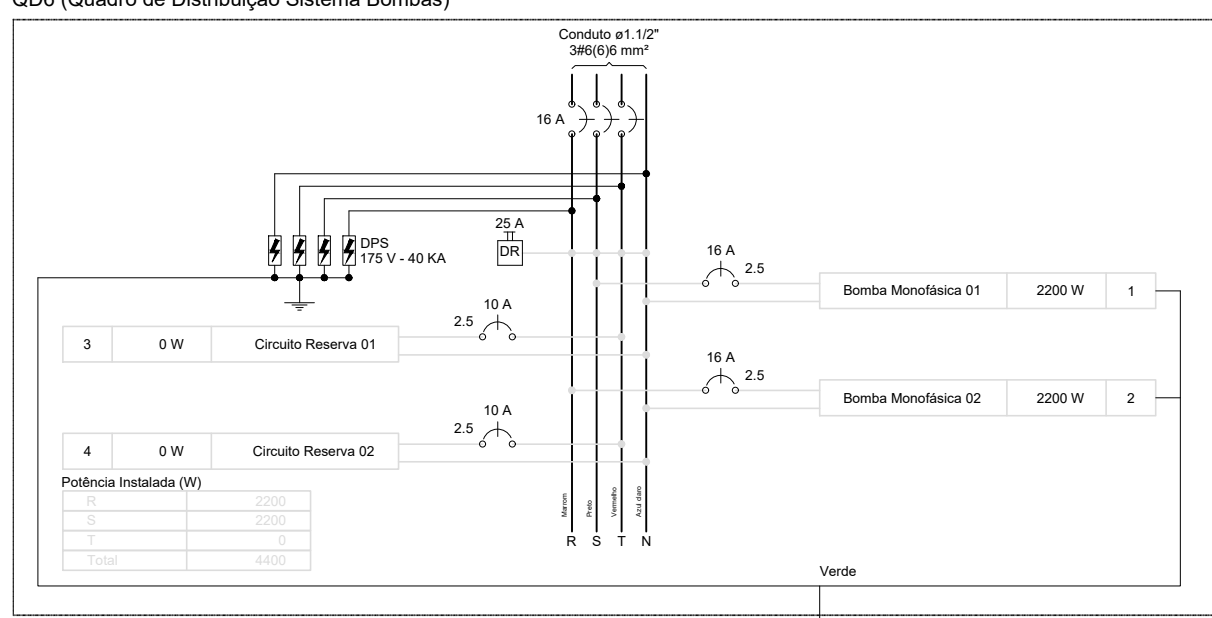 QD6 (Quadro de Distribuição Sistema Bombas)
Conduto ø1.1/2"
3#6(6)6 mm²
16 A
DPS
175 V - 40 KA
25 A
DR
16 A
2.5
Bomba Monofásica 01 2200 W 1
10 A
2.5
3 0 W Circuito Reserva 01
16 A
2.5
Bomba Monofásica 02 2200 W 2
10 A
2.5
4 0 W Circuito Reserva 02
Potência Instalada (W)
R 2200
S 2200
T 0
Total 4400
Marrom
Preto
Vermelho
Azul claro
R S T N
Verde